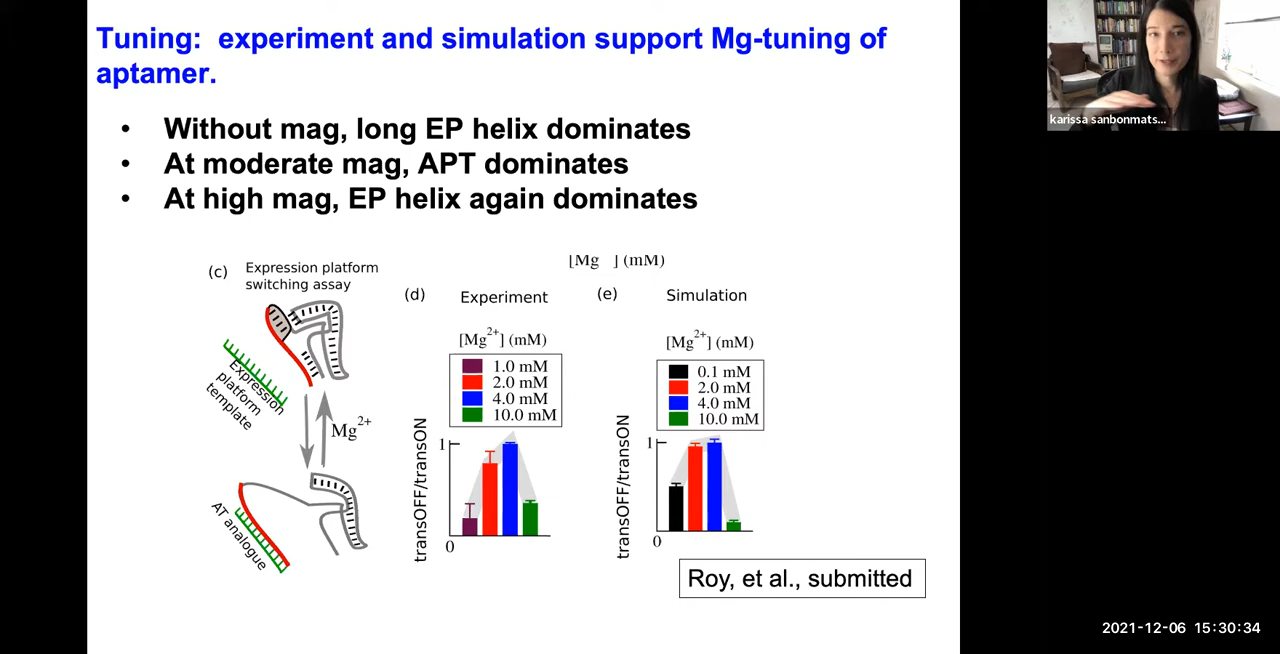 Tuning:  experiment and simulation support Mg-tuning of
aptamer.
• Without mag, long EP helix dominates
• At moderate mag, APT dominates
• At high mag, EP helix again dominates
karissa sanbonmats...
[Mg  ] (mM)
(c) Expression platform
switching assay
Expression
platform
template
Mg2+
AT analogue
(d) Experiment
[Mg2+] (mM)
1.0 mM
2.0 mM
4.0 mM
10.0 mM
transOFF/transON
1
0
(e) Simulation
[Mg2+] (mM)
0.1 mM
2.0 mM
4.0 mM
10.0 mM
transOFF/transON
1
0
Roy, et al., submitted
2021-12-06 15:30:34